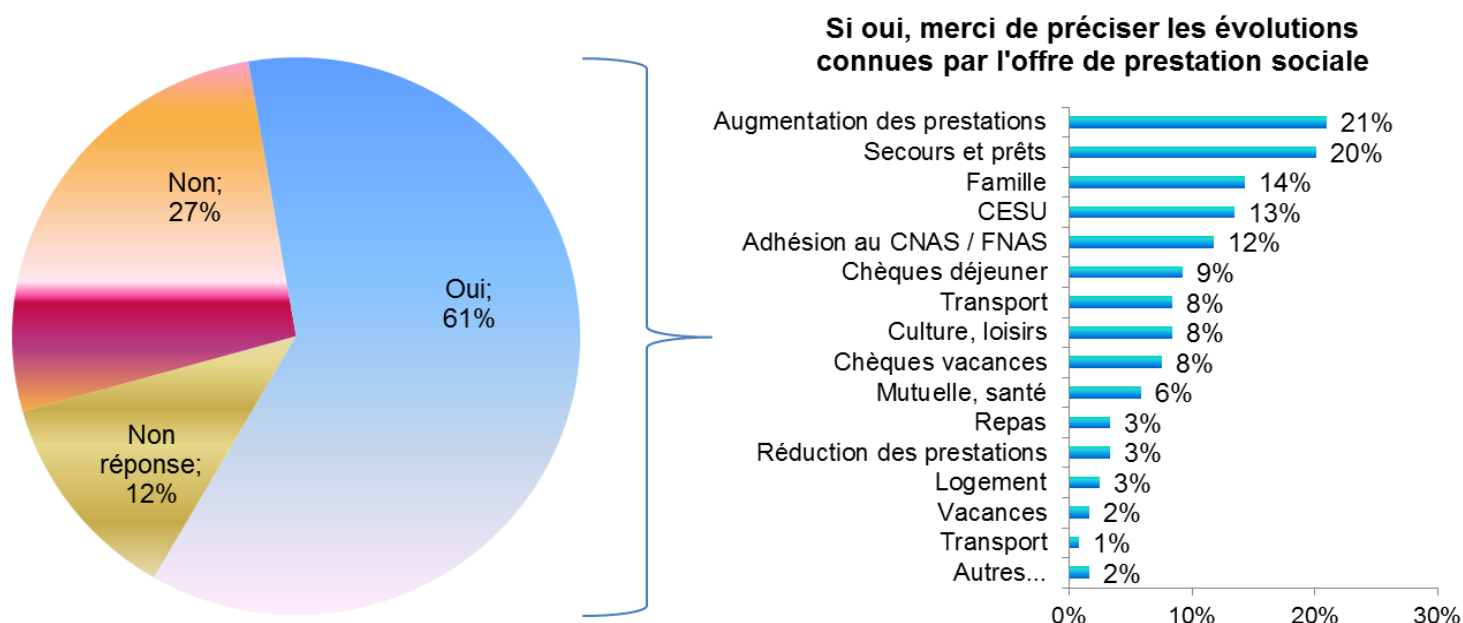 Si oui, merci de préciser les évolutions
connues par l'offre de prestation sociale
Non;
27%
Oui;
61%
Non
réponse;
12%
Augmentation des prestations 21%
Secours et prêts 20%
Famille 14%
CESU 13%
Adhésion au CNAS / FNAS 12%
Chèques déjeuner 9%
Transport 8%
Culture, loisirs 8%
Chèques vacances 8%
Mutuelle, santé 6%
Repas 3%
Réduction des prestations 3%
Logement 3%
Vacances 2%
Transport 1%
Autres... 2%
0% 10% 20% 30%